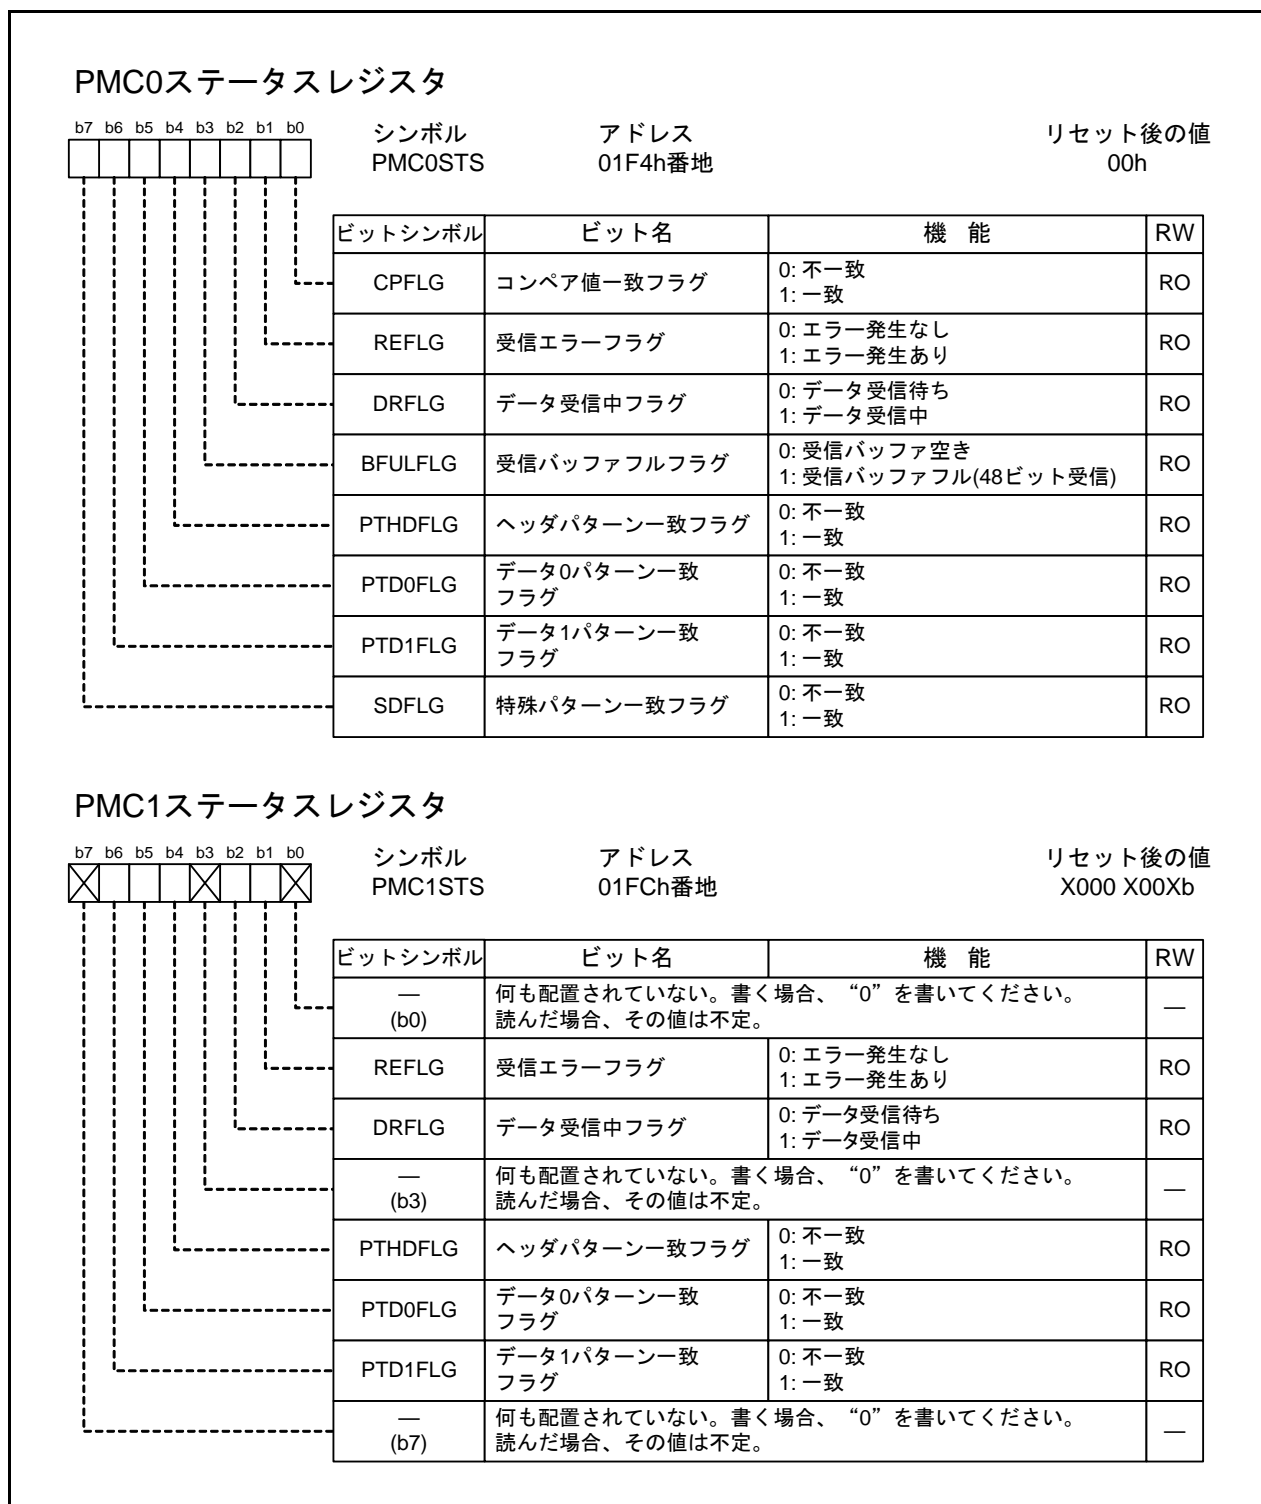 PMC0ステータスレジスタ
b7 b6 b5 b4 b3 b2 b1 b0
シンボル アドレス リセット後の値
PMC0STS 01F4h番地 00h
ビットシンボル ビット名 機 能 RW
CPFLG コンペア値一致フラグ 0: 不一致 RO
1: 一致
REFLG 受信エラーフラグ 0: エラー発生なし RO
1: エラー発生あり
DRFLG データ受信中フラグ 0: データ受信待ち RO
1: データ受信中
BFULFLG 受信バッファフルフラグ 0: 受信バッファ空き RO
1: 受信バッファフル(48ビット受信)
PTHDFLG ヘッダパターン一致フラグ 0: 不一致 RO
1: 一致
PTD0FLG データ0パターン一致 0: 不一致 RO
フラグ 1: 一致
PTD1FLG データ1パターン一致 0: 不一致 RO
フラグ 1: 一致
SDFLG 特殊パターン一致フラグ 0: 不一致 RO
1: 一致
PMC1ステータスレジスタ
b7 b6 b5 b4 b3 b2 b1 b0
シンボル アドレス リセット後の値
PMC1STS 01FCh番地 X000 X00Xb
ビットシンボル ビット名 機 能 RW
— 何も配置されていない。書く場合、“0”を書いてください。 —
(b0) 読んだ場合、その値は不定。
REFLG 受信エラーフラグ 0: エラー発生なし RO
1: エラー発生あり
DRFLG データ受信中フラグ 0: データ受信待ち RO
1: データ受信中
— 何も配置されていない。書く場合、“0”を書いてください。 —
(b3) 読んだ場合、その値は不定。
PTHDFLG ヘッダパターン一致フラグ 0: 不一致 RO
1: 一致
PTD0FLG データ0パターン一致 0: 不一致 RO
フラグ 1: 一致
PTD1FLG データ1パターン一致 0: 不一致 RO
フラグ 1: 一致
— 何も配置されていない。書く場合、“0”を書いてください。 —
(b7) 読んだ場合、その値は不定。